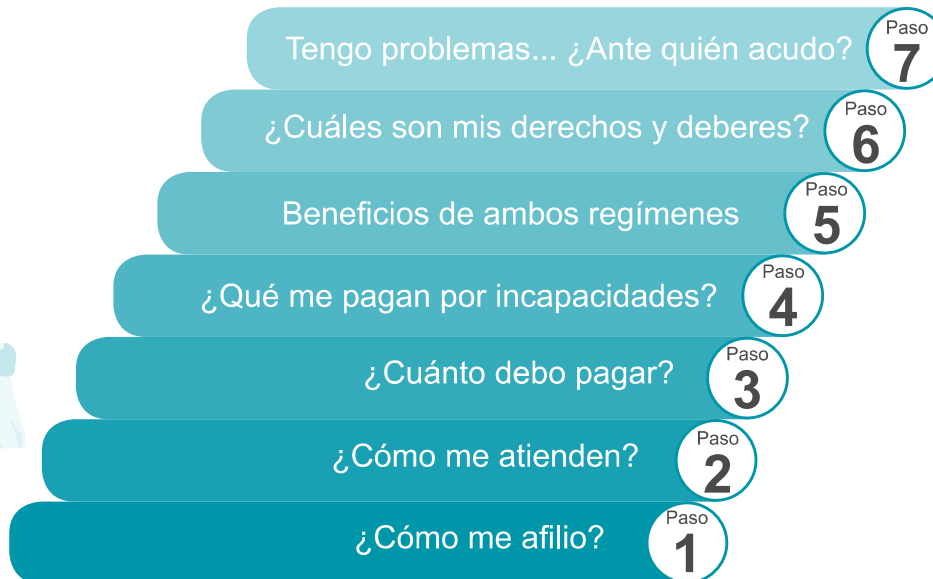 Tengo problemas... ¿Ante quién acudo?
Paso
7
¿Cuáles son mis derechos y deberes?
Paso
6
Beneficios de ambos regímenes
Paso
5
¿Qué me pagan por incapacidades?
Paso
4
¿Cuánto debo pagar?
Paso
3
¿Cómo me atienden?
Paso
2
¿Cómo me afilio?
Paso
1